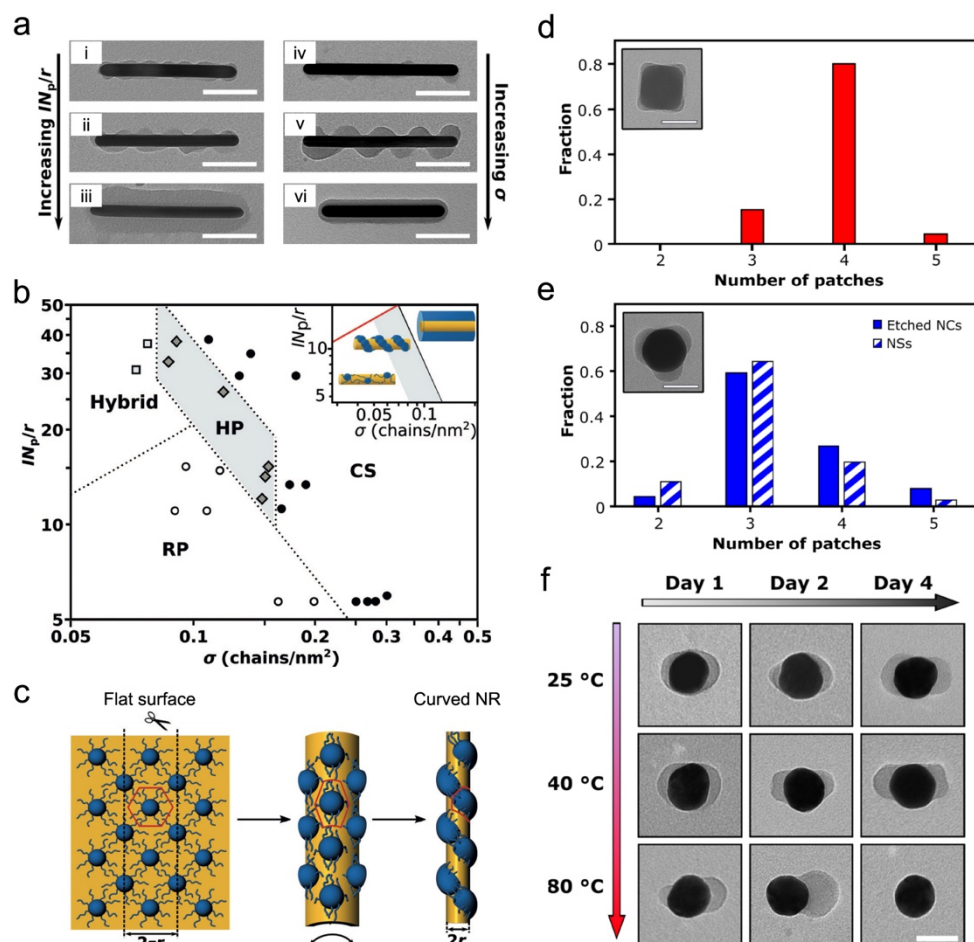 a
Increasing INp/r
i
ii
iii
iv
v
vi
Increasing σ
b
INp/r
50
40
30
20
10
5
Hybrid
HP
RP
CS
INp/r
10
5
0.05
0.1
σ (chains/nm²)
0.05
0.1
0.2
0.3
0.4
0.5
σ (chains/nm²)
c
Flat surface
Curved NR
2πr
2r
d
Fraction
0.8
0.6
0.4
0.2
0
2
3
4
5
Number of patches
e
Fraction
0.8
0.6
0.4
0.2
0
Etched NCs
NSs
2
3
4
5
Number of patches
f
Day 1
Day 2
Day 4
25 °C
40 °C
80 °C